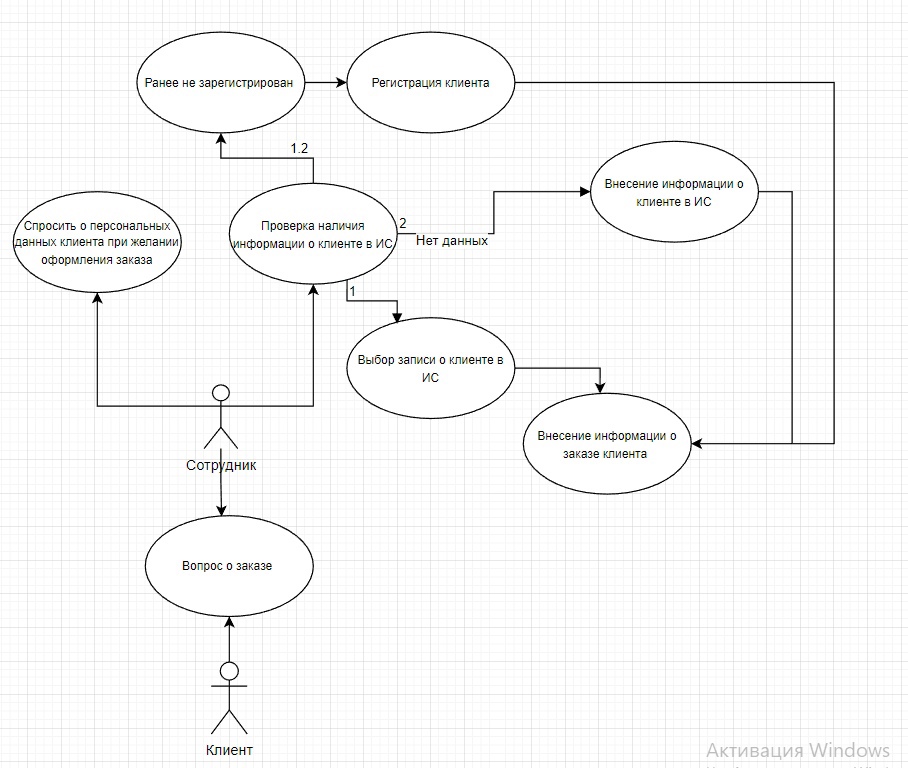 Ранее не зарегистрирован
Регистрация клиента
1.2
Внесение информации о
клиенте в ИС
Спросить о персональных
данных клиента при желании
оформления заказа
Проверка наличия
информации о клиенте в ИС
2
Нет данных
1
Выбор записи о клиенте в
ИС
Внесение информации о
заказе клиента
Сотрудник
Вопрос о заказе
Клиент
Активация Windows